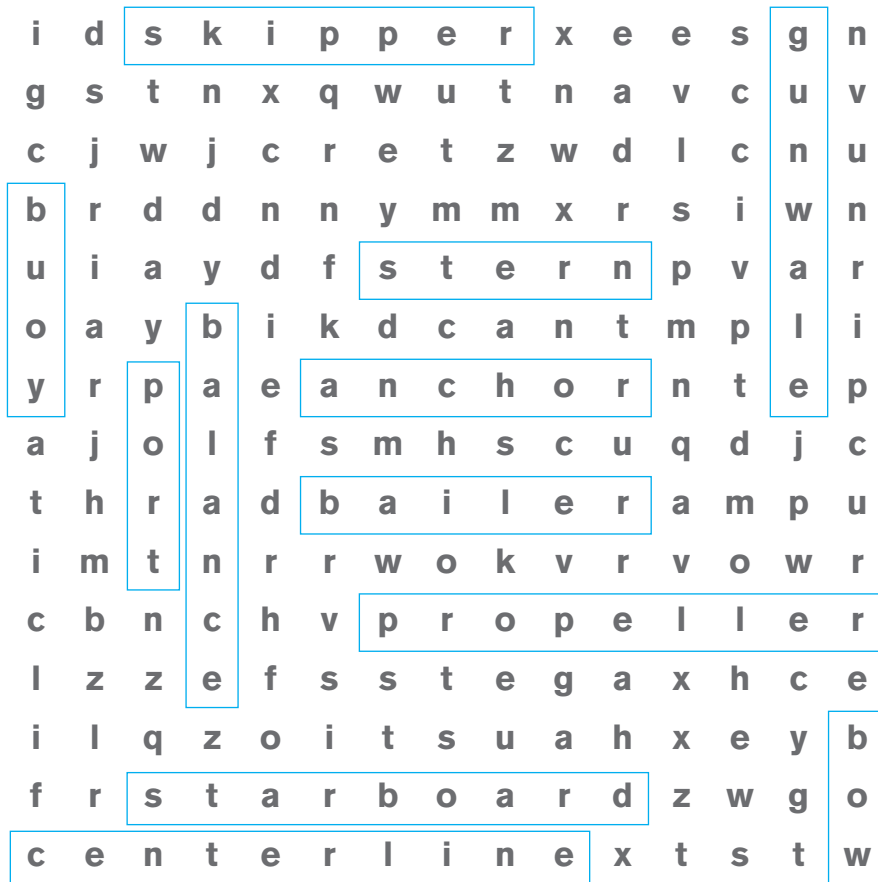 i d s k i p p e r x e e s g n
g s t n x q w u t n a v c u v
c j w j c r e t z w d l c n u
b r d d n n y m m x r s i w n
u i a y d f s t e r n p v a r
o a y b i k d c a n t m p l i
y r p a e a n c h o r n t e p
a j o l f s m h s c u q d j c
t h r a d b a i l e r a m p u
i m t n r r w o k v r v o w r
c b n c h v p r o p e l l e r
l z z e f s s t e g a x h c e
i l q z o i t s u a h x e y b
f r s t a r b o a r d z w g o
c e n t e r l i n e x t s t w